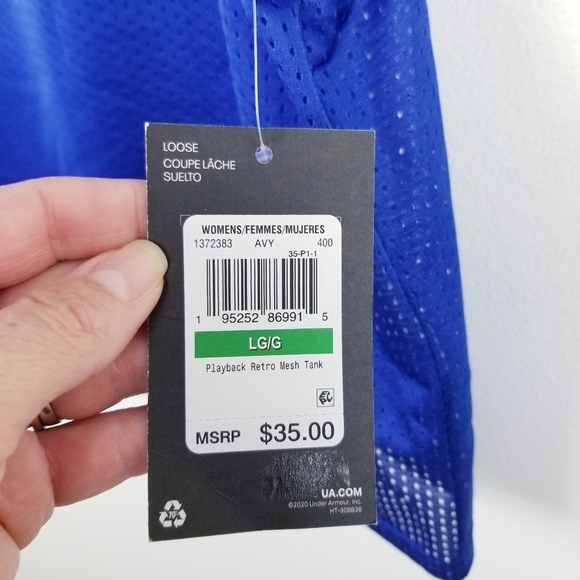 LOOSE
COUPE LÂCHE
SUELTO
WOMENS/FEMMES/MUJERES
1372383 AVY 400
35-P1-1
1 95252 86991 5
LG/G
Playback Retro Mesh Tank
MSRP $35.00
UA.COM
©2020 Under Armour, Inc.
HT-908836